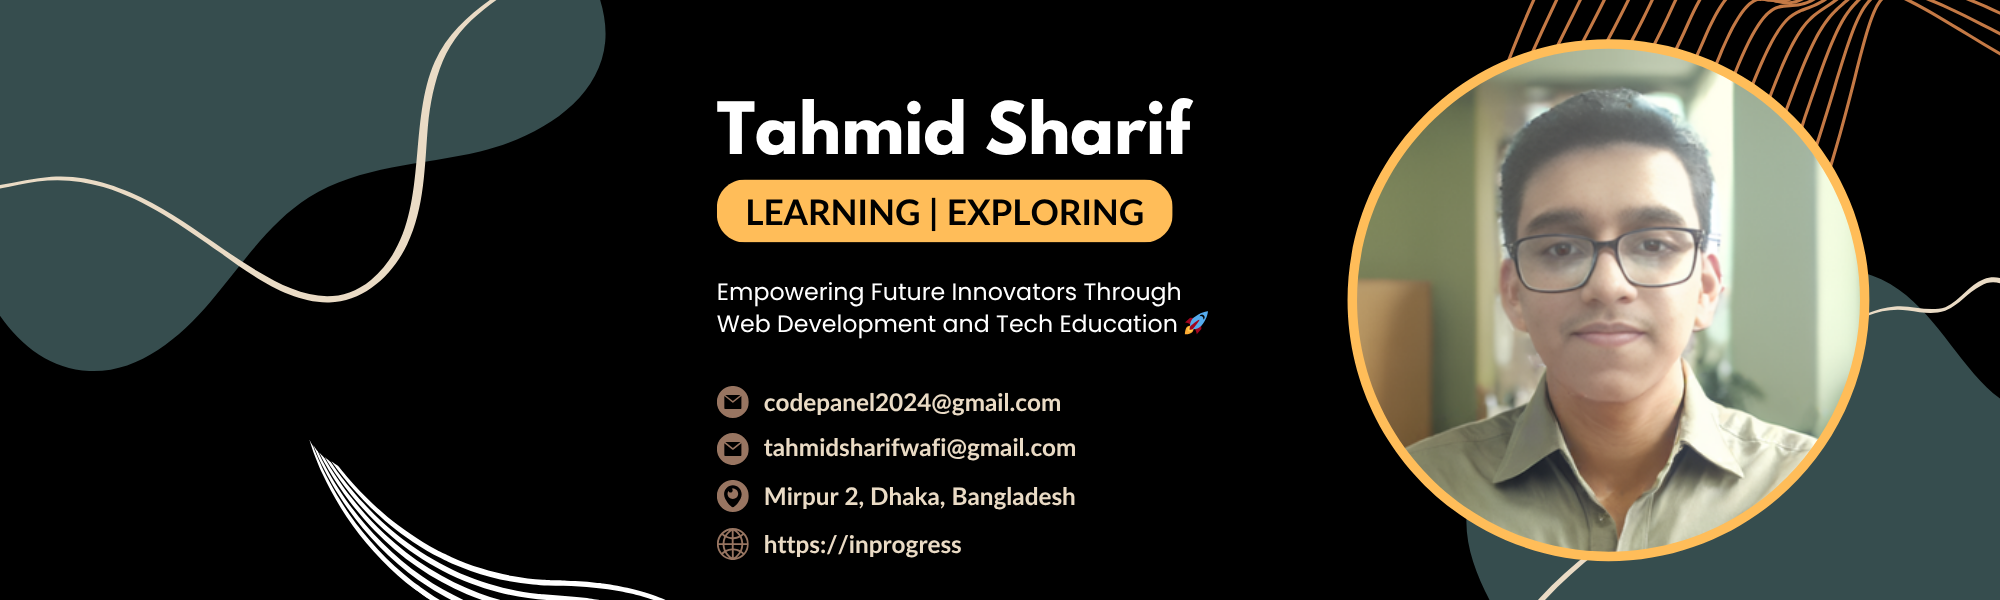 Tahmid Sharif
LEARNING | EXPLORING
Empowering Future Innovators Through
Web Development and Tech Education 🚀
codepanel2024@gmail.com
tahmidsharifwafi@gmail.com
Mirpur 2, Dhaka, Bangladesh
https://inprogress